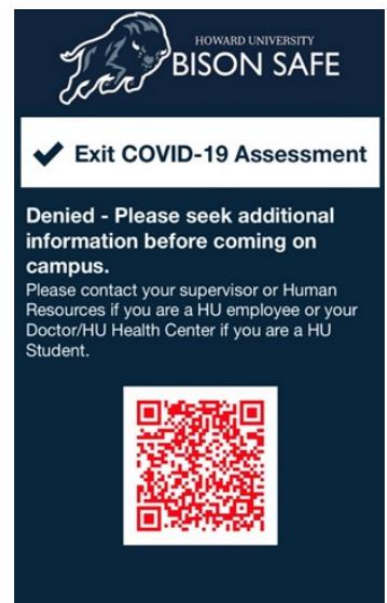 HOWARD UNIVERSITY
BISON SAFE
Exit COVID-19 Assessment
Denied - Please seek additional
information before coming on
campus.
Please contact your supervisor or Human
Resources if you are a HU employee or your
Doctor/HU Health Center if you are a HU
Student.